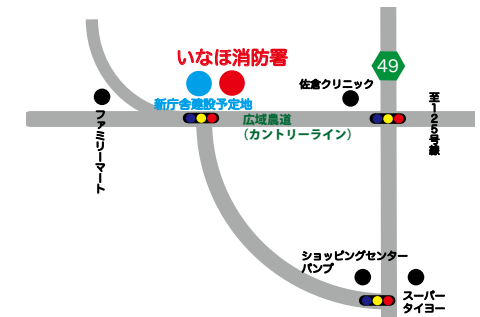 いなほ消防署
49
佐倉クリニック
新庁舎建設予定地
至125号線
ファミリーマート
広域農道
(カントリーライン)
ショッピングセンター
パンプ
スーパー
タイヨー